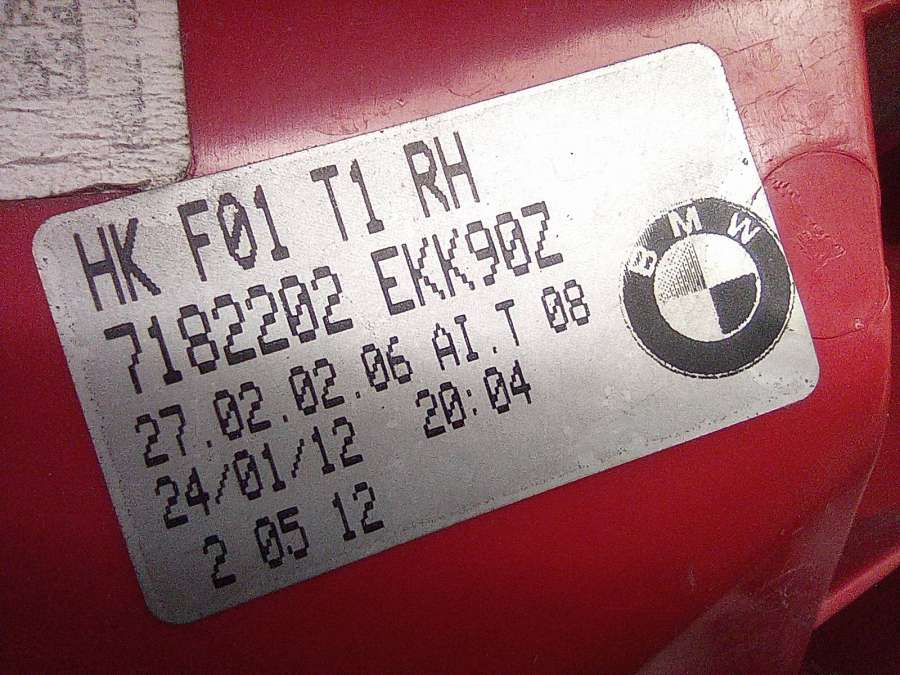 HK F01 T1 RH
7182202 EKK90Z
27.02.02.06 AI.T 08
24/01/12 20:04
2 05 12
BMW